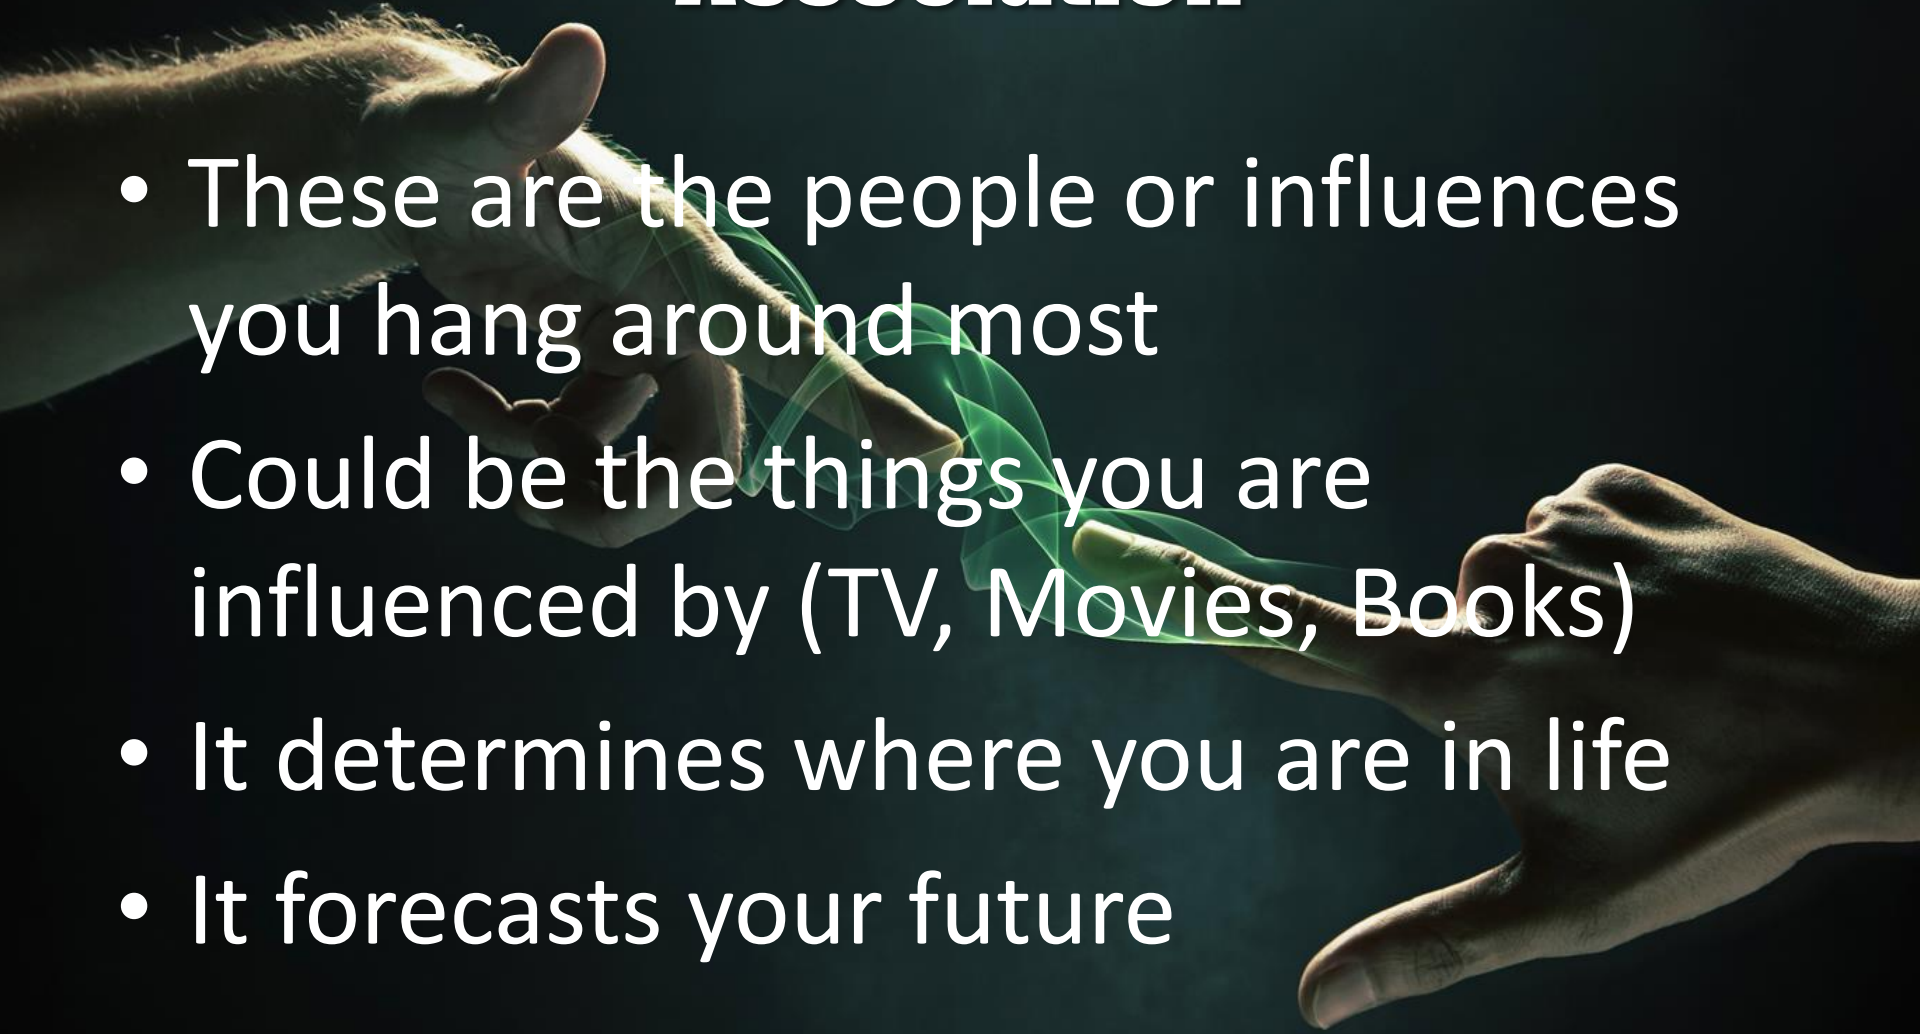 • These are the people or influences
you hang around most
• Could be the things you are
influenced by (TV, Movies, Books)
• It determines where you are in life
• It forecasts your future